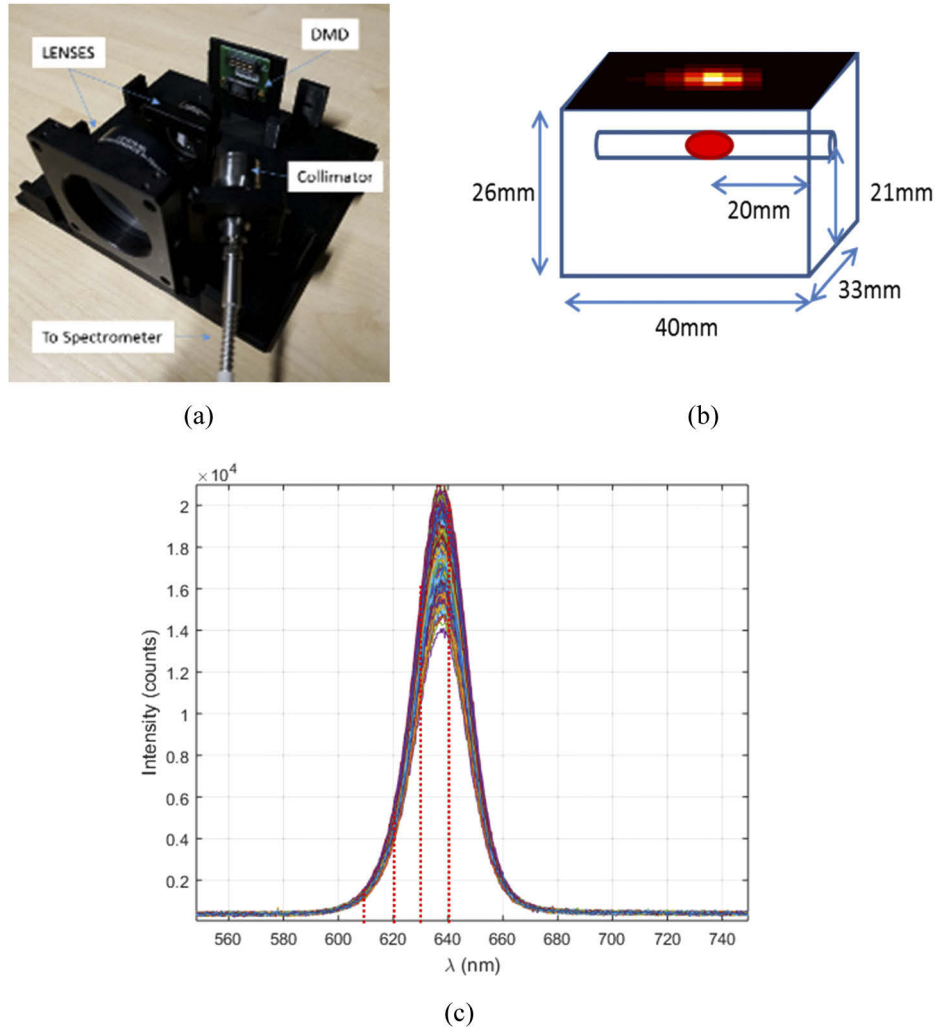 LENSES
DMD
Collimator
To Spectrometer
(a)
26mm
20mm
21mm
33mm
40mm
(b)
×10⁴
2
1.8
1.6
1.4
1.2
1
0.8
0.6
0.4
0.2
Intensity (counts)
560 580 600 620 640 660 680 700 720 740
λ (nm)
(c)